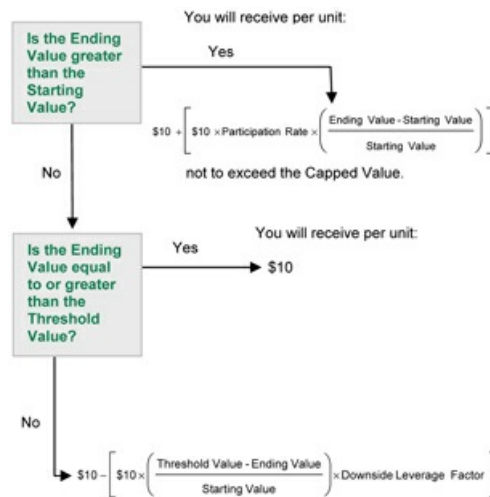 You will receive per unit:
Is the Ending
Value greater
than the
Starting
Value?
Yes
$10 + [ $10 × Participation Rate × ( Ending Value - Starting Value / Starting Value ) ]
not to exceed the Capped Value.
No
You will receive per unit:
Is the Ending
Value equal
to or greater
than the
Threshold
Value?
Yes
$10
No
$10 − [ $10 × ( Threshold Value - Ending Value / Starting Value ) × Downside Leverage Factor ]